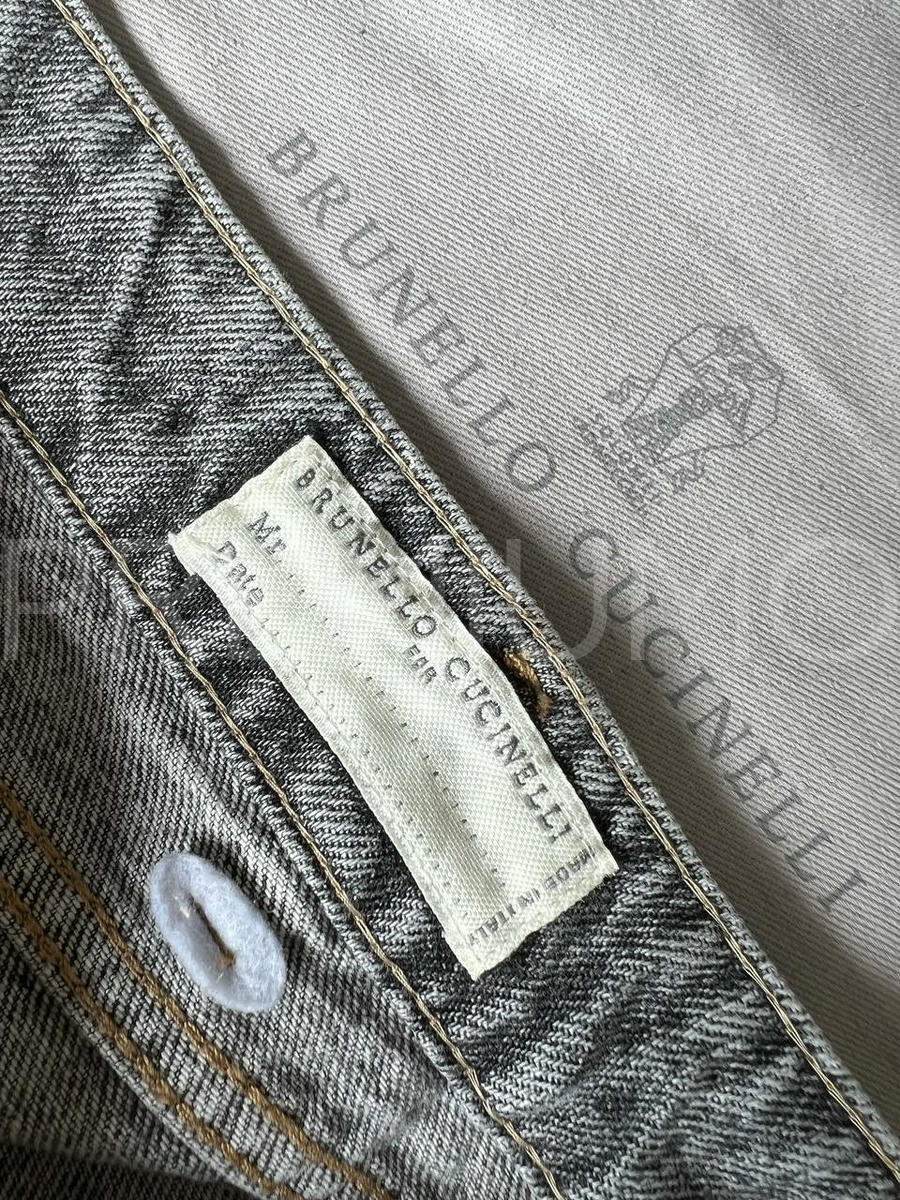 BRUNELLO CUCINELLI
BRUNELLO CUCINELLI
FOR
Mr.
Date
MADE IN ITALY